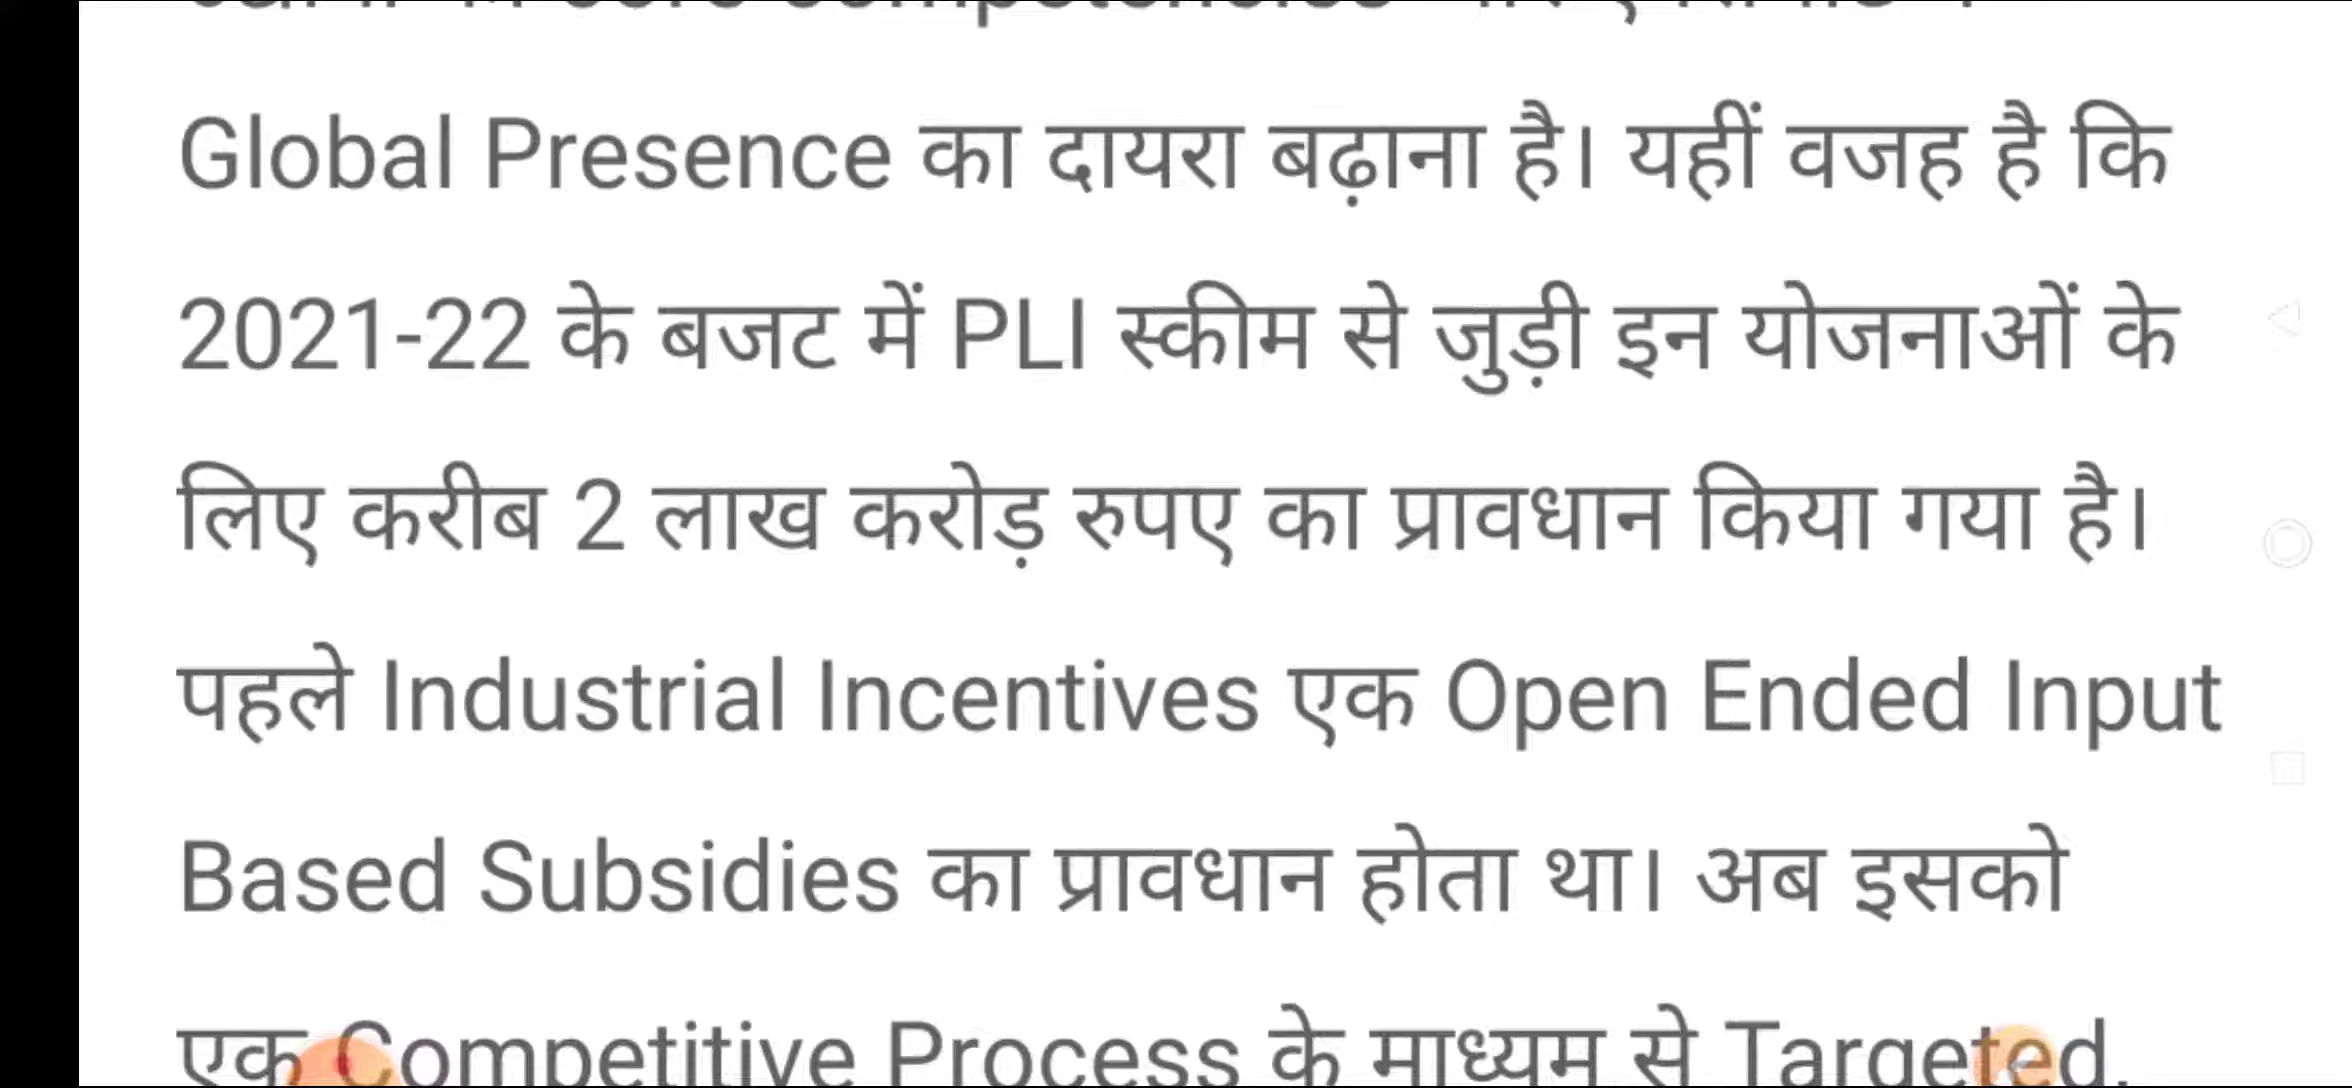 Global Presence का दायरा बढ़ाना है। यहीं वजह है कि
2021-22 के बजट में PLI स्कीम से जुड़ी इन योजनाओं के
लिए करीब 2 लाख करोड़ रुपए का प्रावधान किया गया है।
पहले Industrial Incentives एक Open Ended Input
Based Subsidies का प्रावधान होता था। अब इसको
एक Competitive Process के माध्यम से Targeted,